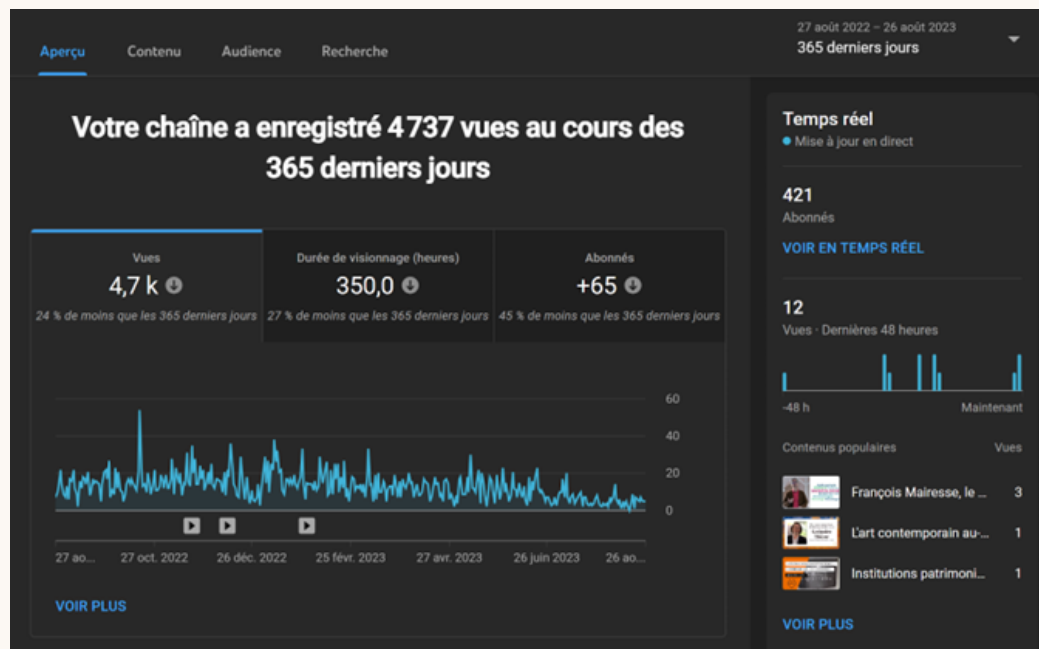 27 août 2022 – 26 août 2023
365 derniers jours
Aperçu Contenu Audience Recherche
Votre chaîne a enregistré 4 737 vues au cours des
365 derniers jours
Vues
4,7 k
24 % de moins que les 365 derniers jours
Durée de visionnage (heures)
350,0
27 % de moins que les 365 derniers jours
Abonnés
+65
45 % de moins que les 365 derniers jours
60
40
20
0
27 ao... 27 oct. 2022 26 déc. 2022 25 févr. 2023 27 avr. 2023 26 juin 2023 26 ao...
VOIR PLUS
Temps réel
Mise à jour en direct
421
Abonnés
VOIR EN TEMPS RÉEL
12
Vues · Dernières 48 heures
-48 h Maintenant
Contenus populaires Vues
François Mairesse, le ... 3
L'art contemporain au-... 1
Institutions patrimoni... 1
VOIR PLUS